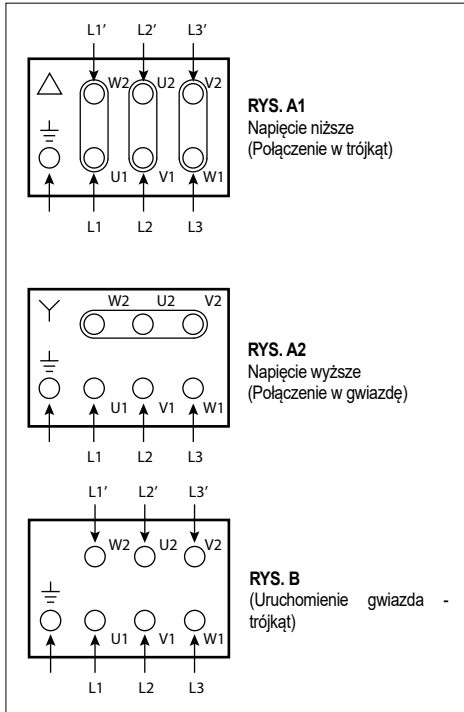 L1’ L2’ L3’
W2 U2 V2
U1 V1 W1
L1 L2 L3
RYS. A1
Napięcie niższe
(Połączenie w trójkąt)
W2 U2 V2
U1 V1 W1
L1 L2 L3
RYS. A2
Napięcie wyższe
(Połączenie w gwiazdę)
L1’ L2’ L3’
W2 U2 V2
U1 V1 W1
L1 L2 L3
RYS. B
(Uruchomienie gwiazda -
trójkąt)